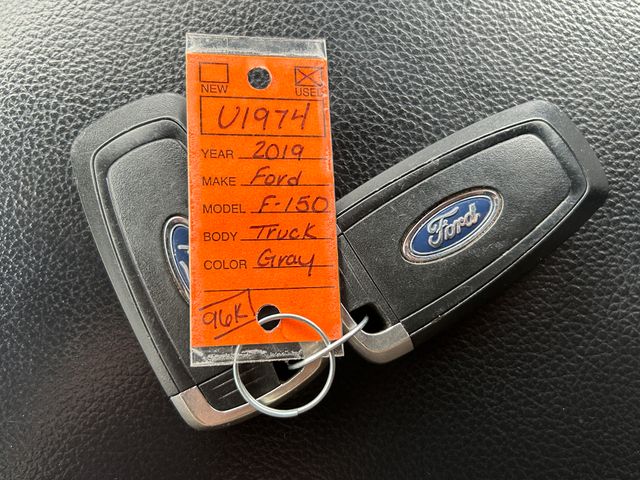 NEW USED
U1974
YEAR 2019
MAKE Ford
MODEL F-150
BODY Truck
COLOR Gray
96K
Ford